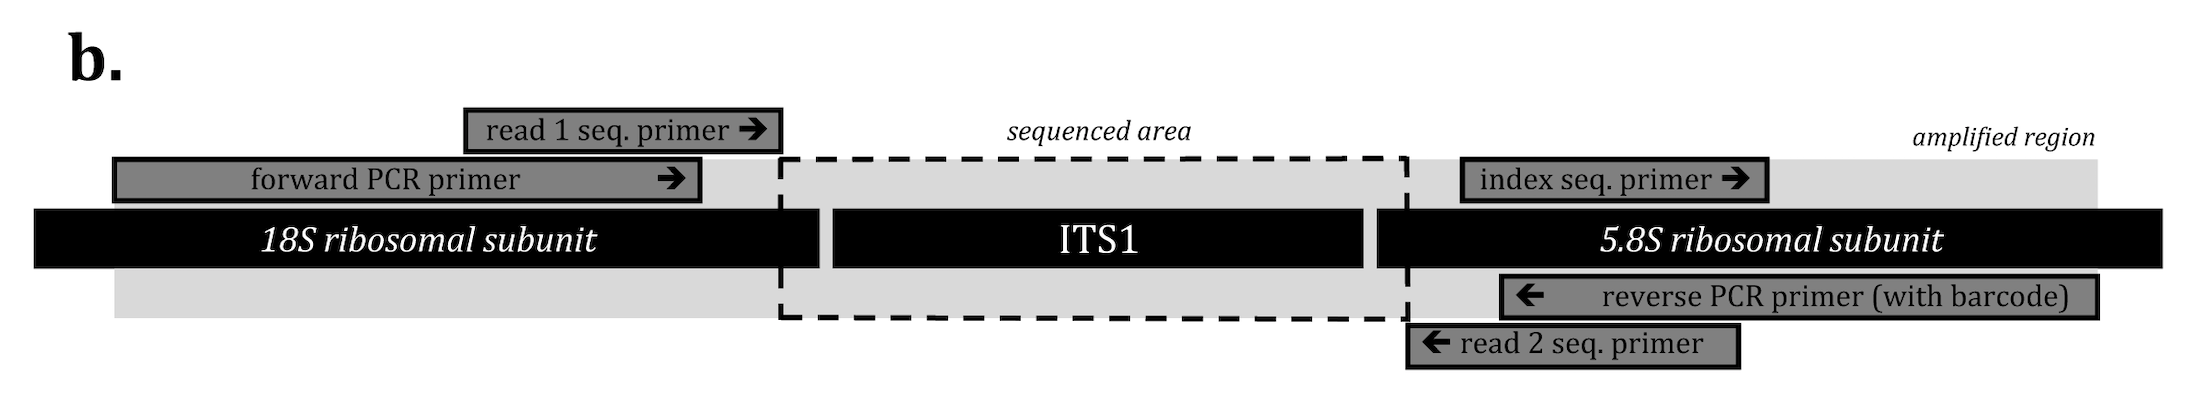 b.
read 1 seq. primer →
sequenced area
amplified region
forward PCR primer →
index seq. primer →
18S ribosomal subunit
ITS1
5.8S ribosomal subunit
← reverse PCR primer (with barcode)
← read 2 seq. primer